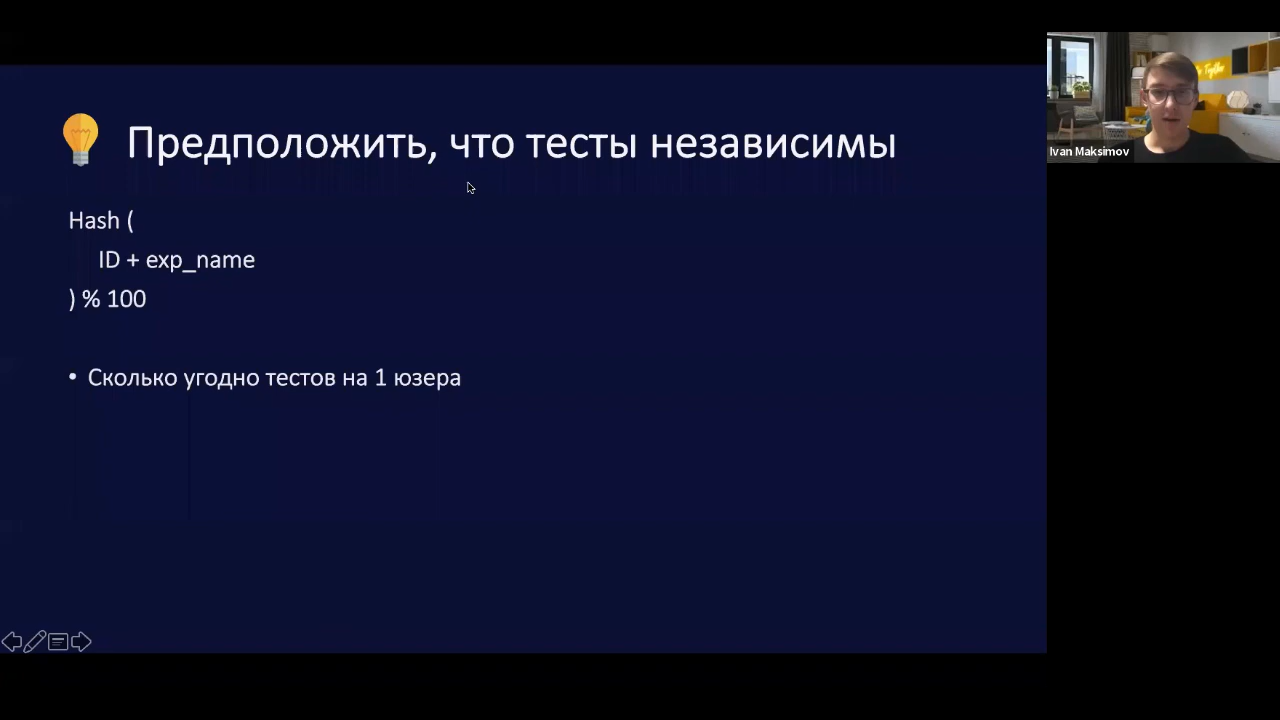 Предположить, что тесты независимы
Hash (
ID + exp_name
) % 100
• Сколько угодно тестов на 1 юзера
Ivan Maksimov